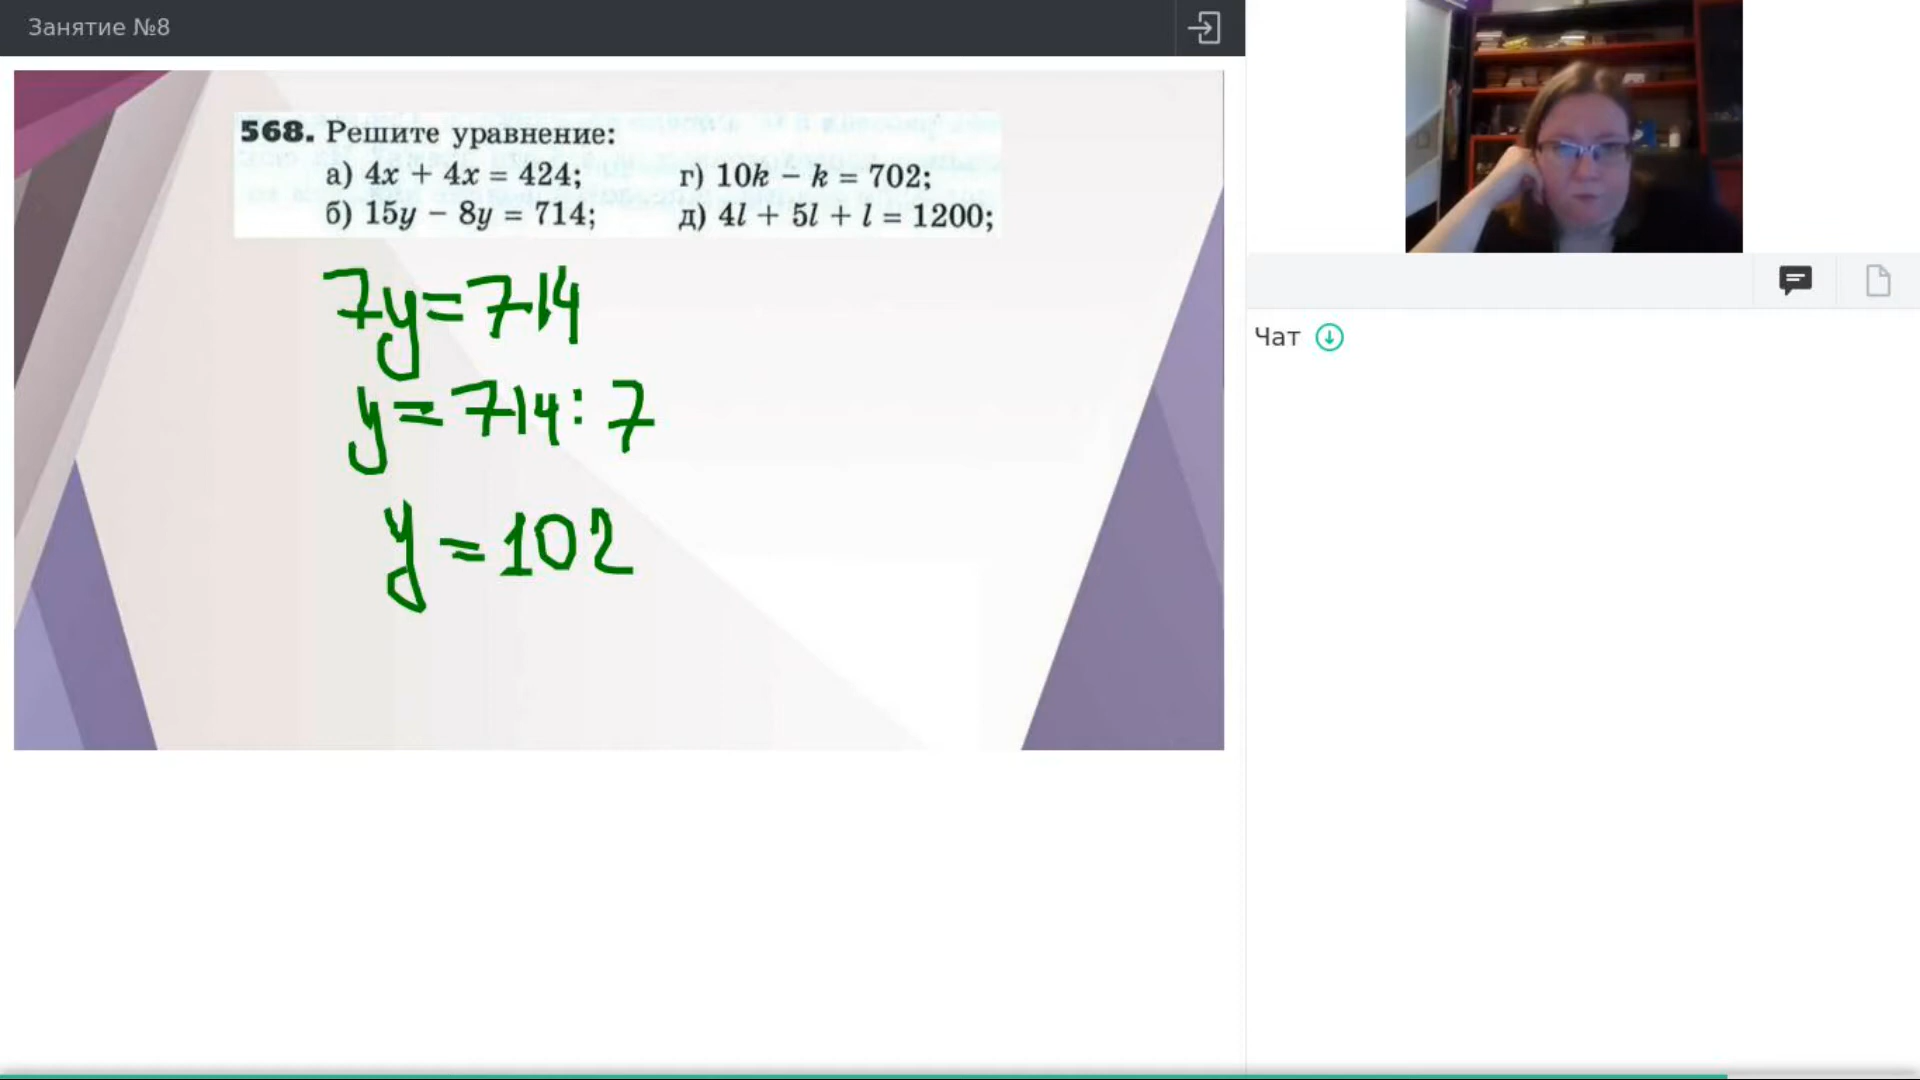 Занятие №8
568. Решите уравнение:
а) 4x + 4x = 424;
б) 15y − 8y = 714;
г) 10k − k = 702;
д) 4l + 5l + l = 1200;
7y=714
y=714:7
y=102
Чат